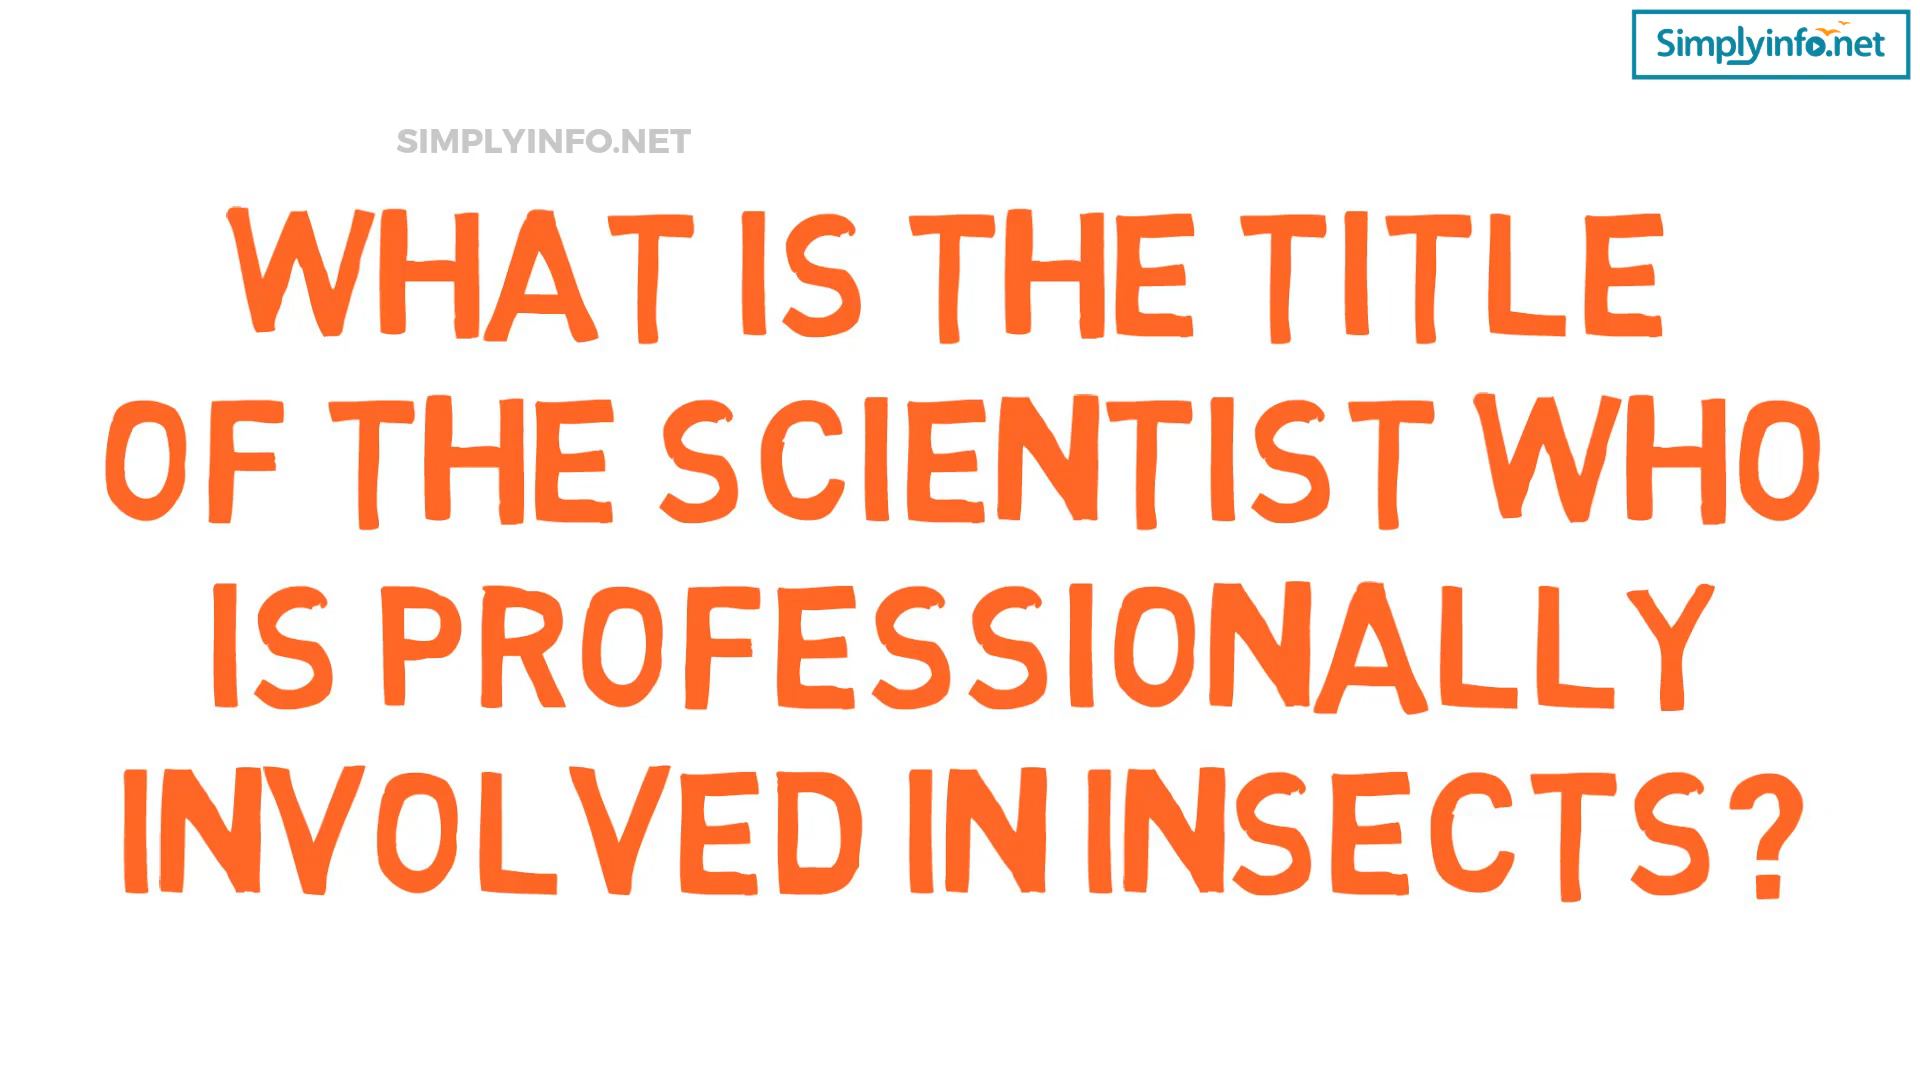 Simplyinfo.net
SIMPLYINFO.NET
WHAT IS THE TITLE
OF THE SCIENTIST WHO
IS PROFESSIONALLY
INVOLVED IN INSECTS?